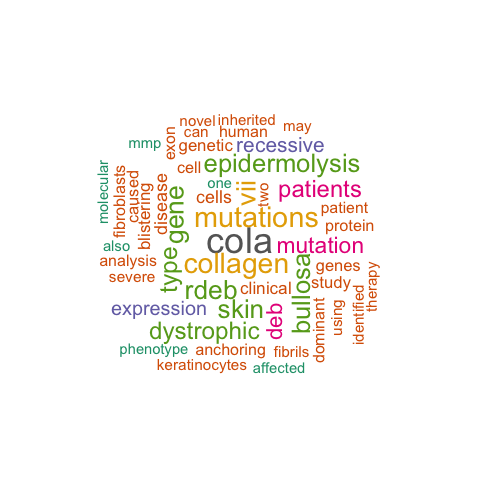 novel inherited
can human may
mmp exon genetic recessive
cell epidermolysis
molecular fibroblasts caused blistering disease gene one cells vii two patients
mutations patient
protein
also cola mutation
analysis type collagen genes
severe rdeb clinical bullosa study
expression skin deb dominant using identified therapy
dystrophic
phenotype anchoring fibrils
keratinocytes affected